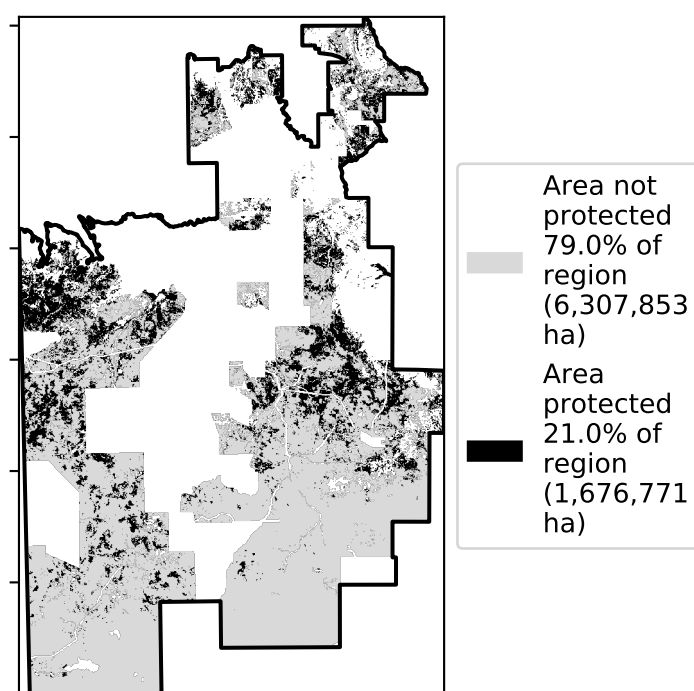 Area not
protected
79.0% of
region
(6,307,853
ha)
Area
protected
21.0% of
region
(1,676,771
ha)